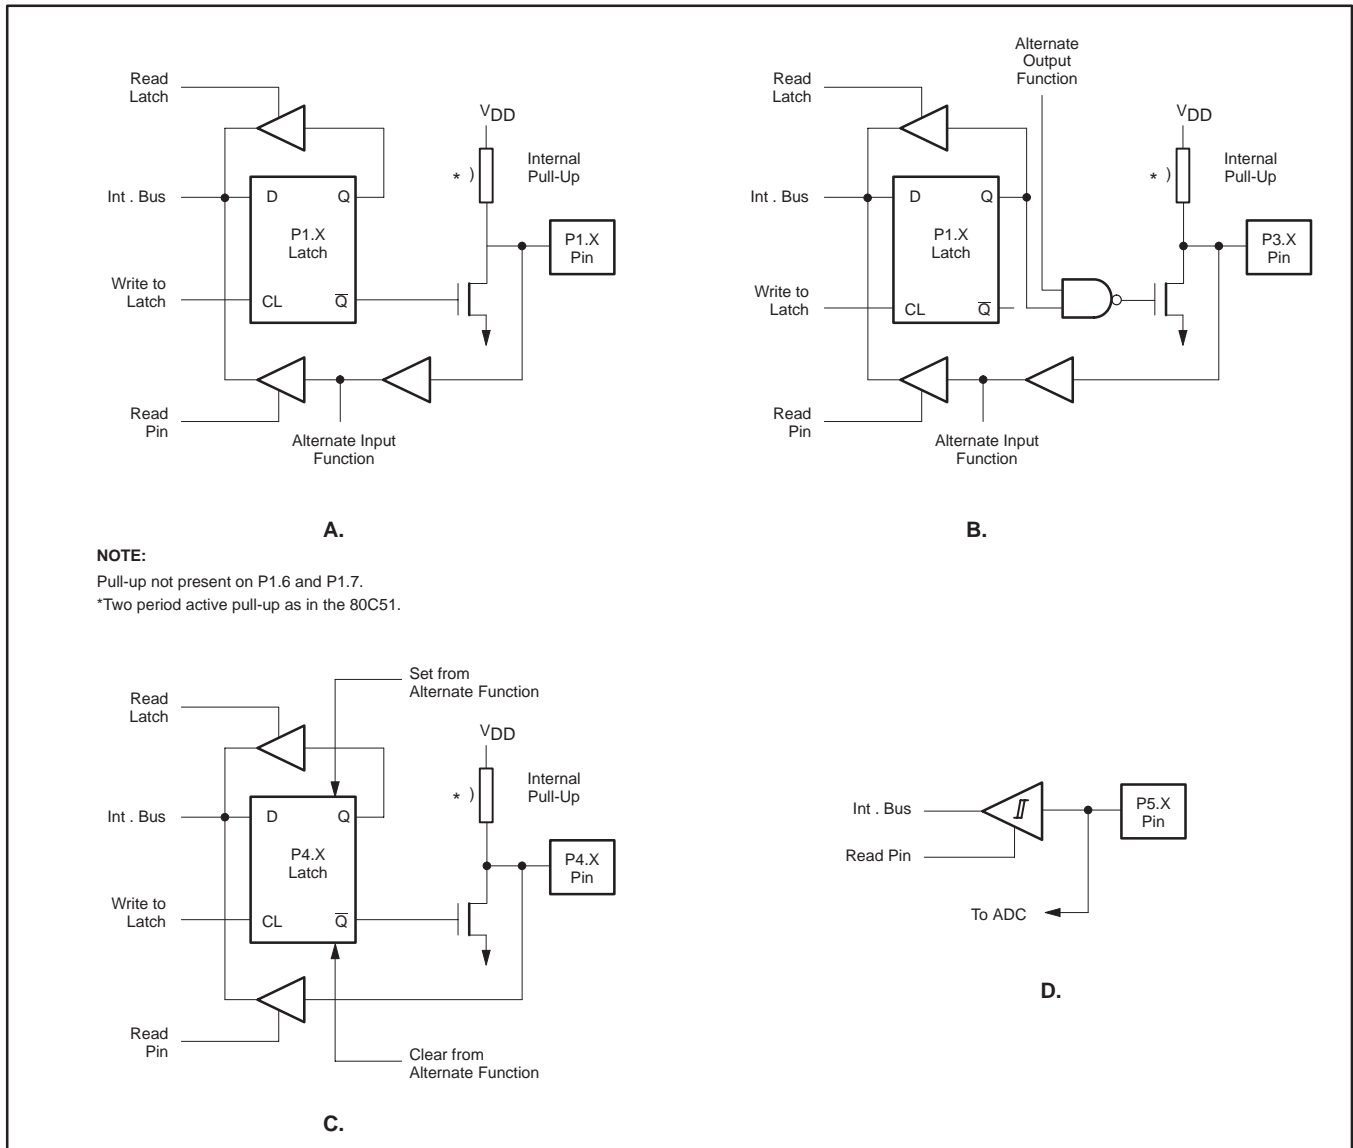 Read
Latch
VDD
*)
Internal
Pull-Up
Int . Bus
D
Q
P1.X
Latch
P1.X
Pin
Write to
Latch
CL
Q̅
Read
Pin
Alternate Input
Function
A.
Alternate
Output
Function
Read
Latch
VDD
*)
Internal
Pull-Up
Int . Bus
D
Q
P1.X
Latch
P3.X
Pin
Write to
Latch
CL
Q̅
Read
Pin
Alternate Input
Function
B.
NOTE:
Pull-up not present on P1.6 and P1.7.
*Two period active pull-up as in the 80C51.
Set from
Alternate Function
Read
Latch
VDD
*)
Internal
Pull-Up
Int . Bus
D
Q
P4.X
Latch
P4.X
Pin
Write to
Latch
CL
Q̅
Read
Pin
Clear from
Alternate Function
C.
Int . Bus
P5.X
Pin
Read Pin
To ADC
D.